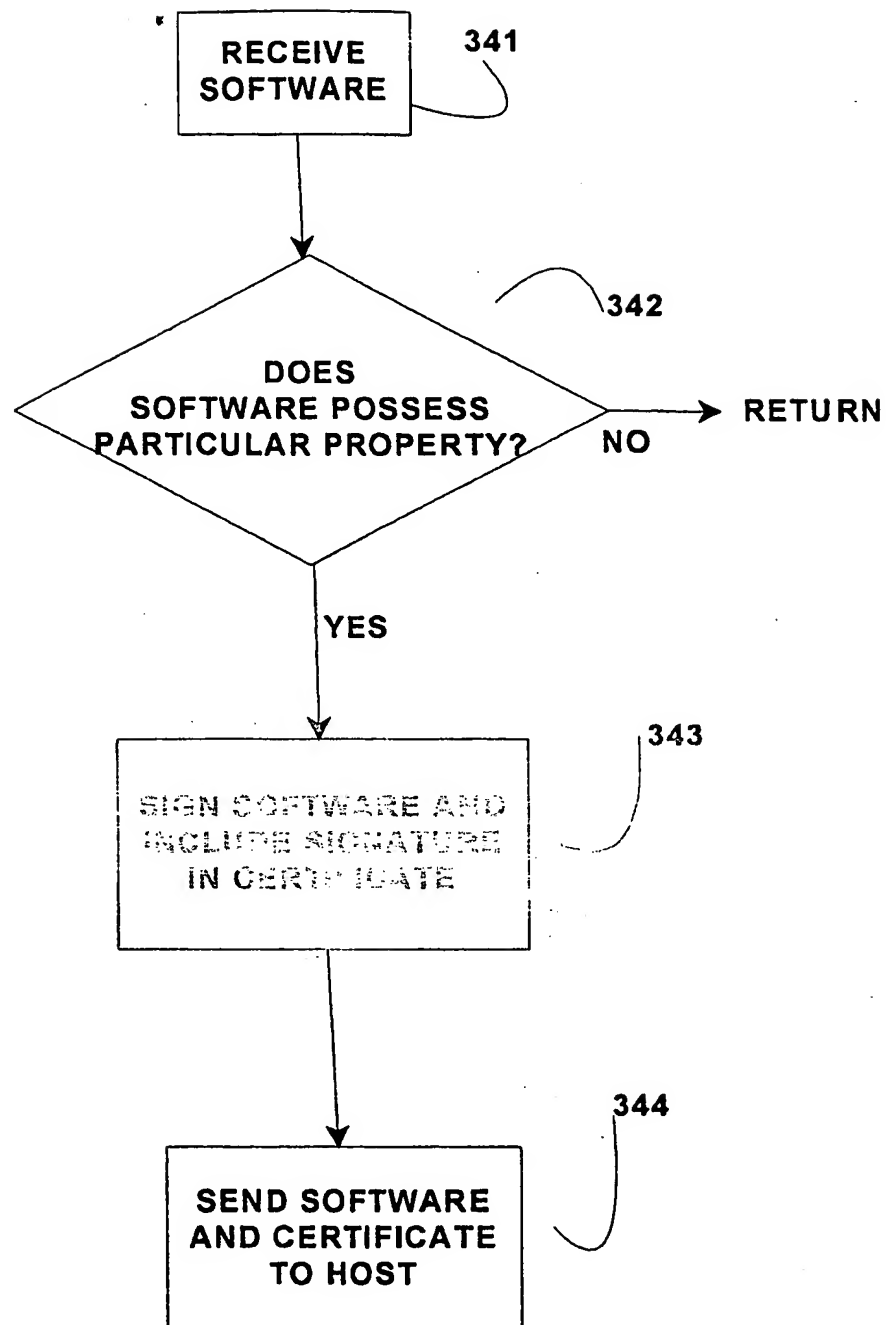 RECEIVE
SOFTWARE
341
342
DOES
SOFTWARE POSSESS
PARTICULAR PROPERTY?
NO
RETURN
YES
343
SIGN SOFTWARE AND
INCLUDE SIGNATURE
IN CERTIFICATE
344
SEND SOFTWARE
AND CERTIFICATE
TO HOST